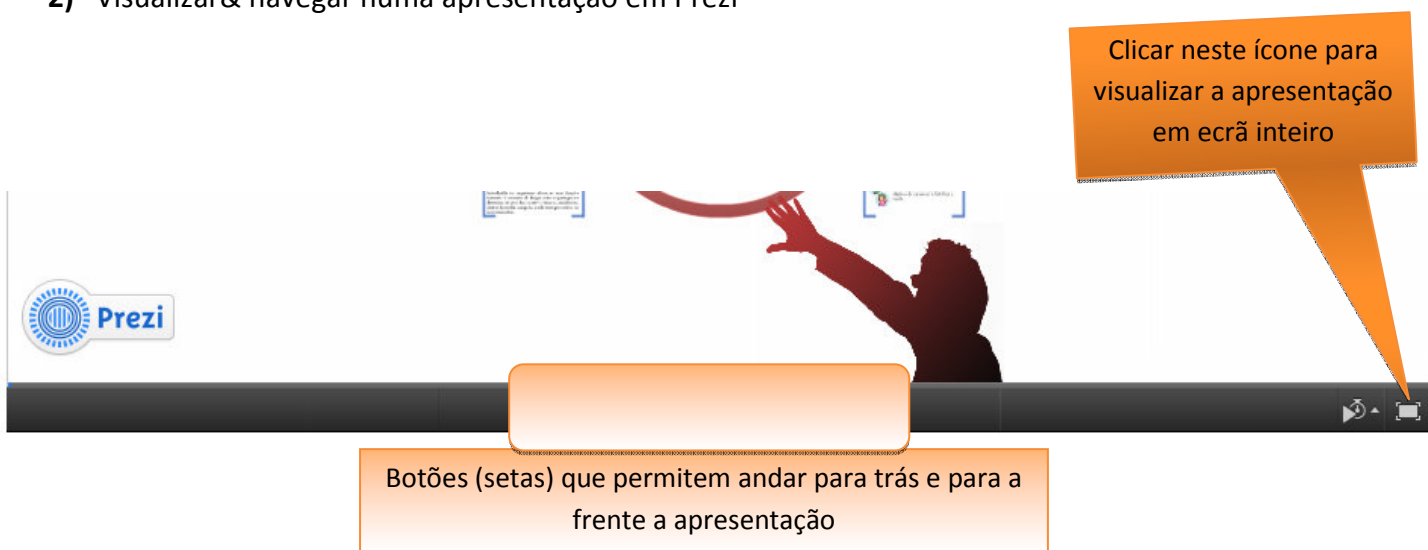 2) Visualizar& navegar numa apresentação em Prezi
Clicar neste ícone para
visualizar a apresentação
em ecrã inteiro
Prezi
Botões (setas) que permitem andar para trás e para a
frente a apresentação